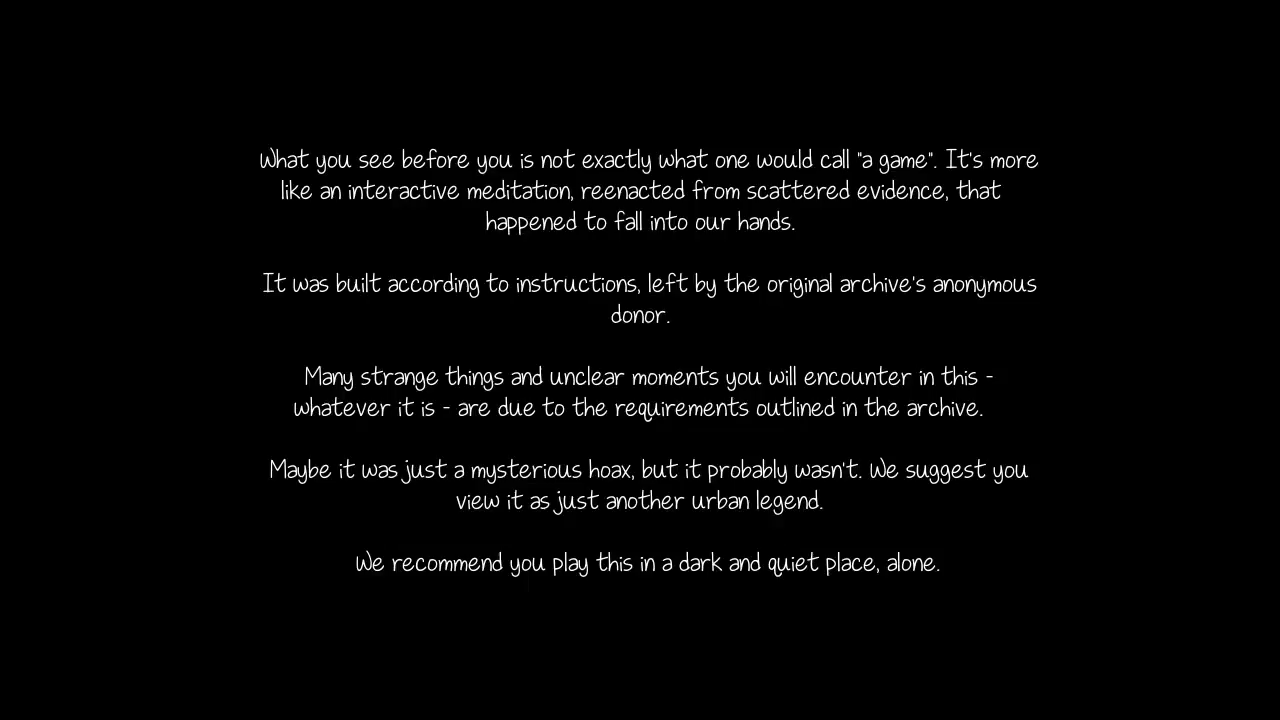 What you see before you is not exactly what one would call "a game". It's more
like an interactive meditation, reenacted from scattered evidence, that
happened to fall into our hands.
It was built according to instructions, left by the original archive's anonymous
donor.
Many strange things and unclear moments you will encounter in this -
whatever it is - are due to the requirements outlined in the archive.
Maybe it was just a mysterious hoax, but it probably wasn't. We suggest you
view it as just another urban legend.
We recommend you play this in a dark and quiet place, alone.